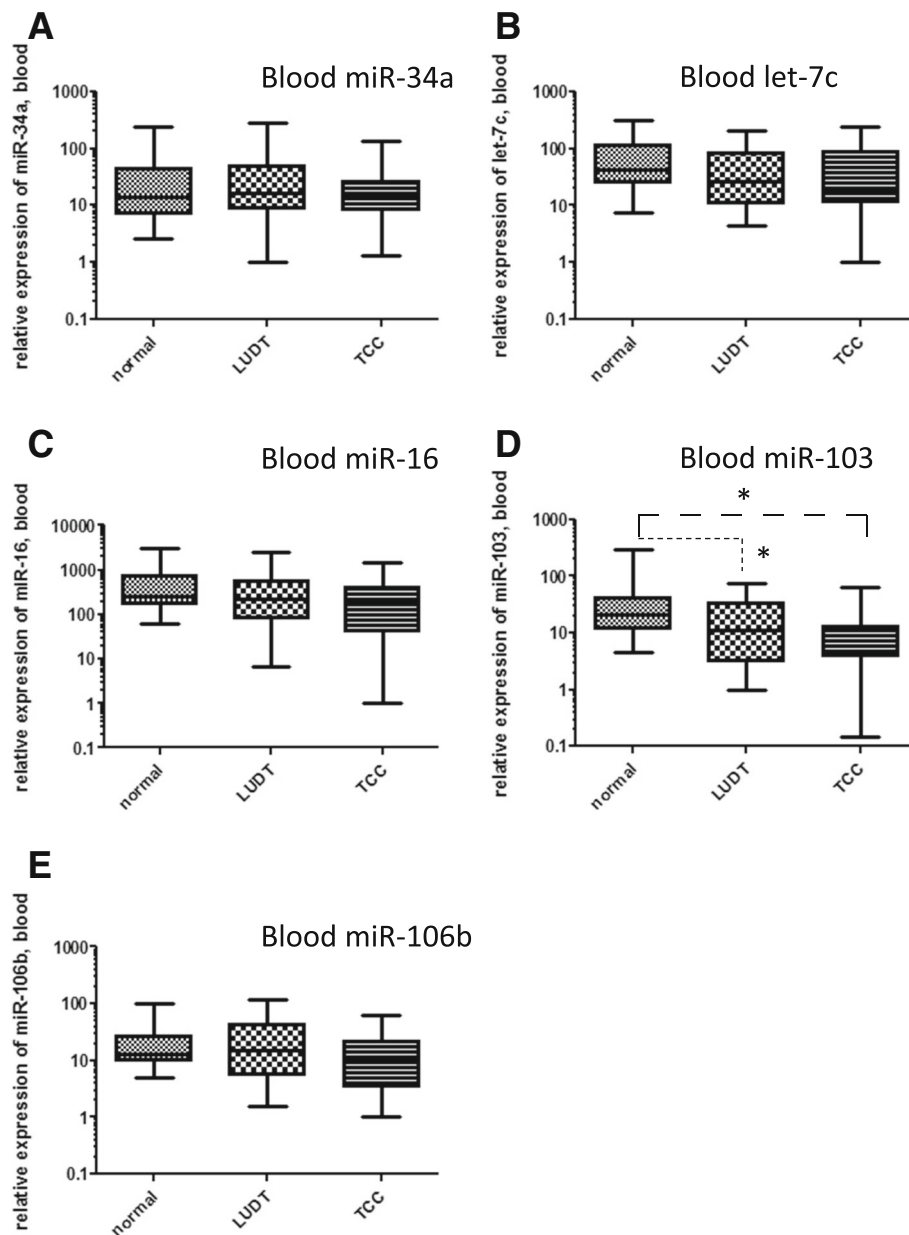 A
Blood miR-34a
relative expression of miR-34a, blood
1000
100
10
1
0.1
normal
LUDT
TCC
B
Blood let-7c
relative expression of let-7c, blood
1000
100
10
1
0.1
normal
LUDT
TCC
C
Blood miR-16
relative expression of miR-16, blood
10000
1000
100
10
1
0.1
normal
LUDT
TCC
D
Blood miR-103
relative expression of miR-103, blood
*
*
1000
100
10
1
0.1
normal
LUDT
TCC
E
Blood miR-106b
relative expression of miR-106b, blood
1000
100
10
1
0.1
normal
LUDT
TCC